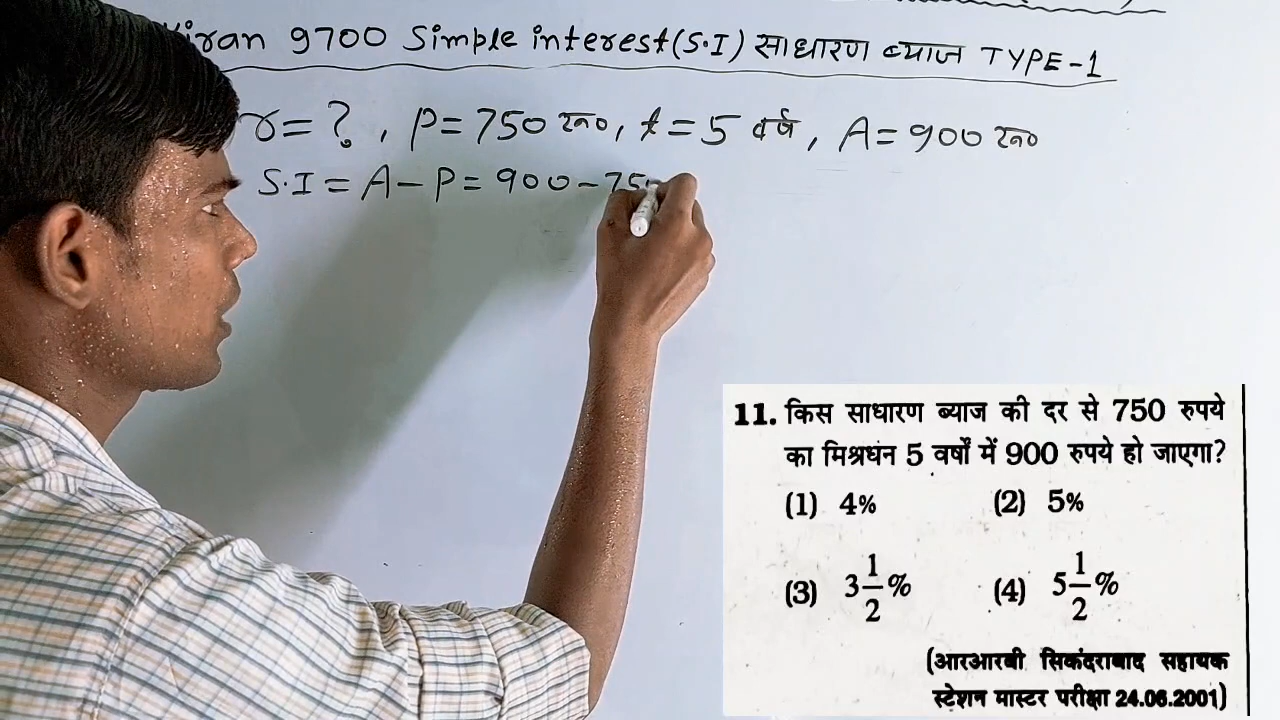 Kiran 9700 Simple interest (S.I) साधारण ब्याज TYPE-1
r = ? , P = 750 रु०, t = 5 वर्ष , A = 900 रु०
S.I = A - P = 900 - 750
11. किस साधारण ब्याज की दर से 750 रुपये
का मिश्रधन 5 वर्षों में 900 रुपये हो जाएगा?
(1) 4% (2) 5%
(3) 3 1/2 % (4) 5 1/2 %
(आरआरबी सिकंदराबाद सहायक
स्टेशन मास्टर परीक्षा 24.06.2001)